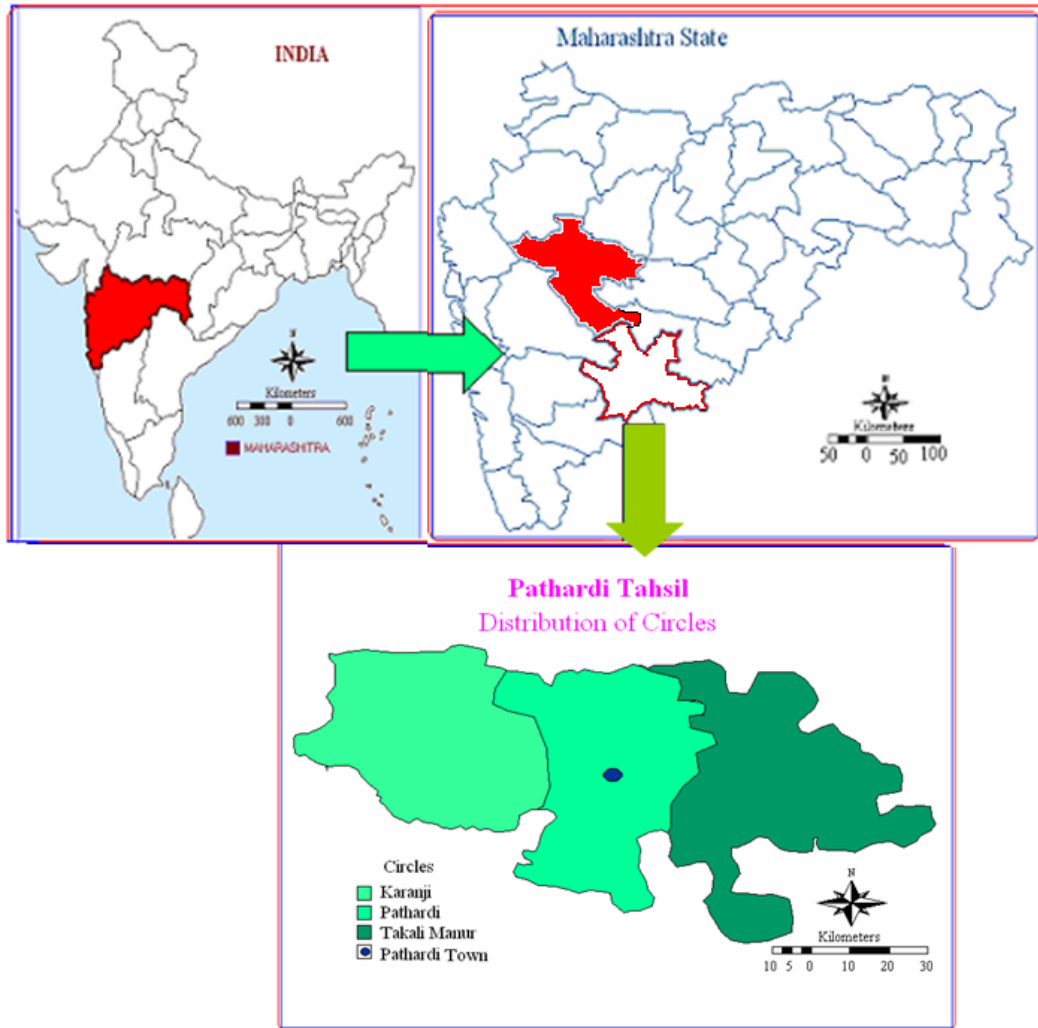 INDIA
Kilometers
600 300 0 600
MAHARASHTRA
Maharashtra State
N
Kilometers
50 0 50 100
Pathardi Tahsil
Distribution of Circles
Circles
Karanji
Pathardi
Takali Manur
Pathardi Town
N
Kilometers
10 5 0 10 20 30